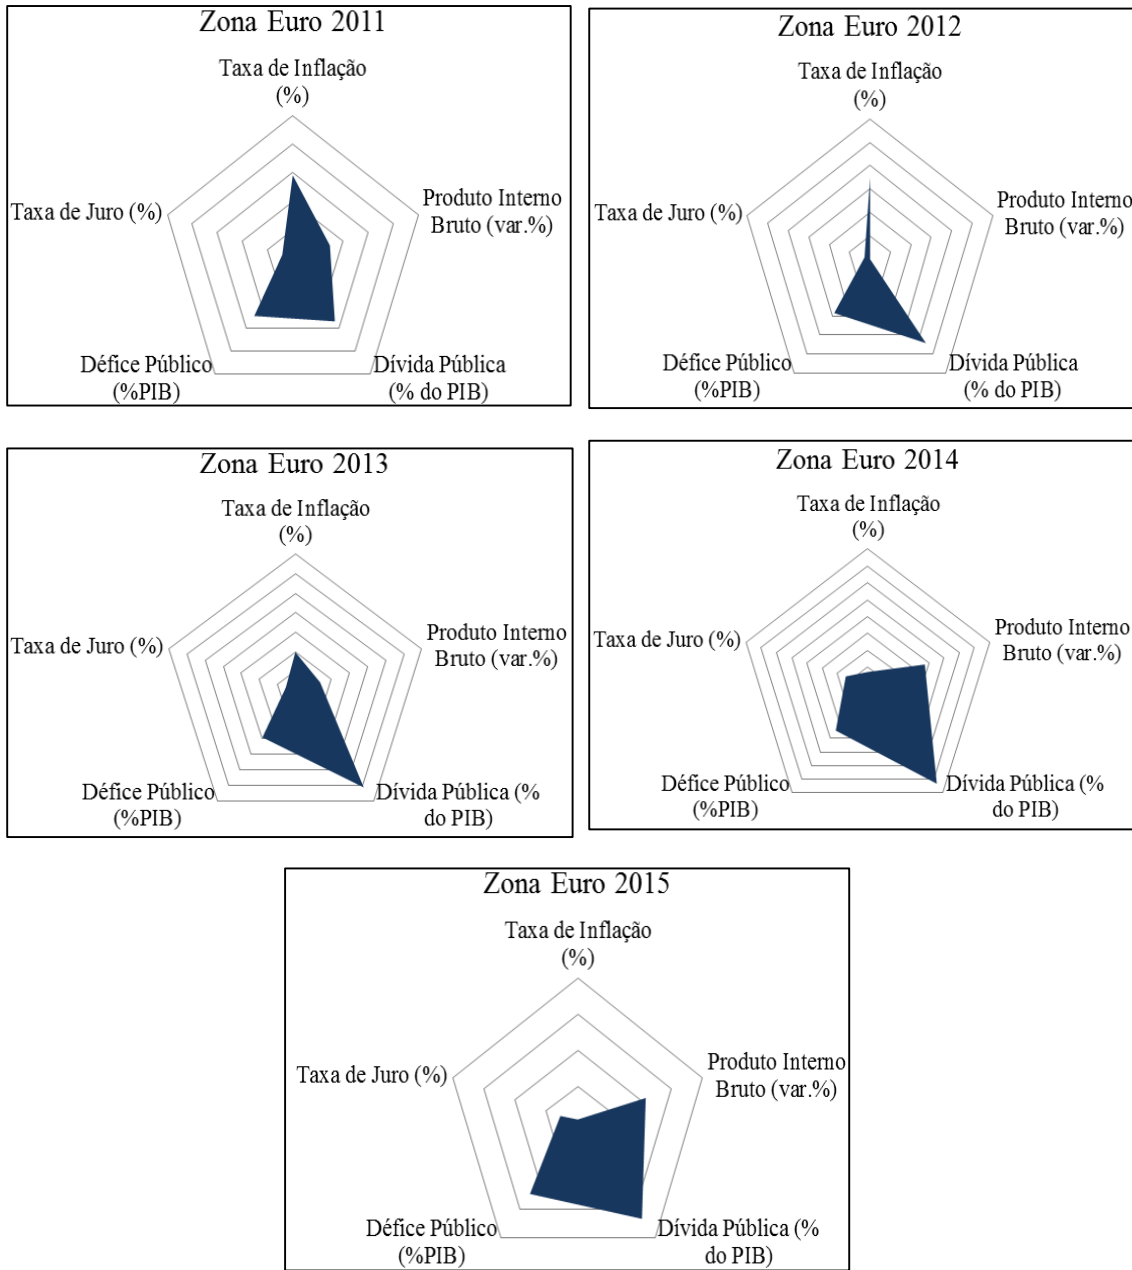 Zona Euro 2011
Taxa de Inflação
(%)
Produto Interno
Bruto (var.%)
Dívida Pública
(% do PIB)
Défice Público
(%PIB)
Taxa de Juro (%)
Zona Euro 2012
Taxa de Inflação
(%)
Produto Interno
Bruto (var.%)
Dívida Pública
(% do PIB)
Défice Público
(%PIB)
Taxa de Juro (%)
Zona Euro 2013
Taxa de Inflação
(%)
Produto Interno
Bruto (var.%)
Dívida Pública (%
do PIB)
Défice Público
(%PIB)
Taxa de Juro (%)
Zona Euro 2014
Taxa de Inflação
(%)
Produto Interno
Bruto (var.%)
Dívida Pública (%
do PIB)
Défice Público
(%PIB)
Taxa de Juro (%)
Zona Euro 2015
Taxa de Inflação
(%)
Produto Interno
Bruto (var.%)
Dívida Pública (%
do PIB)
Défice Público
(%PIB)
Taxa de Juro (%)